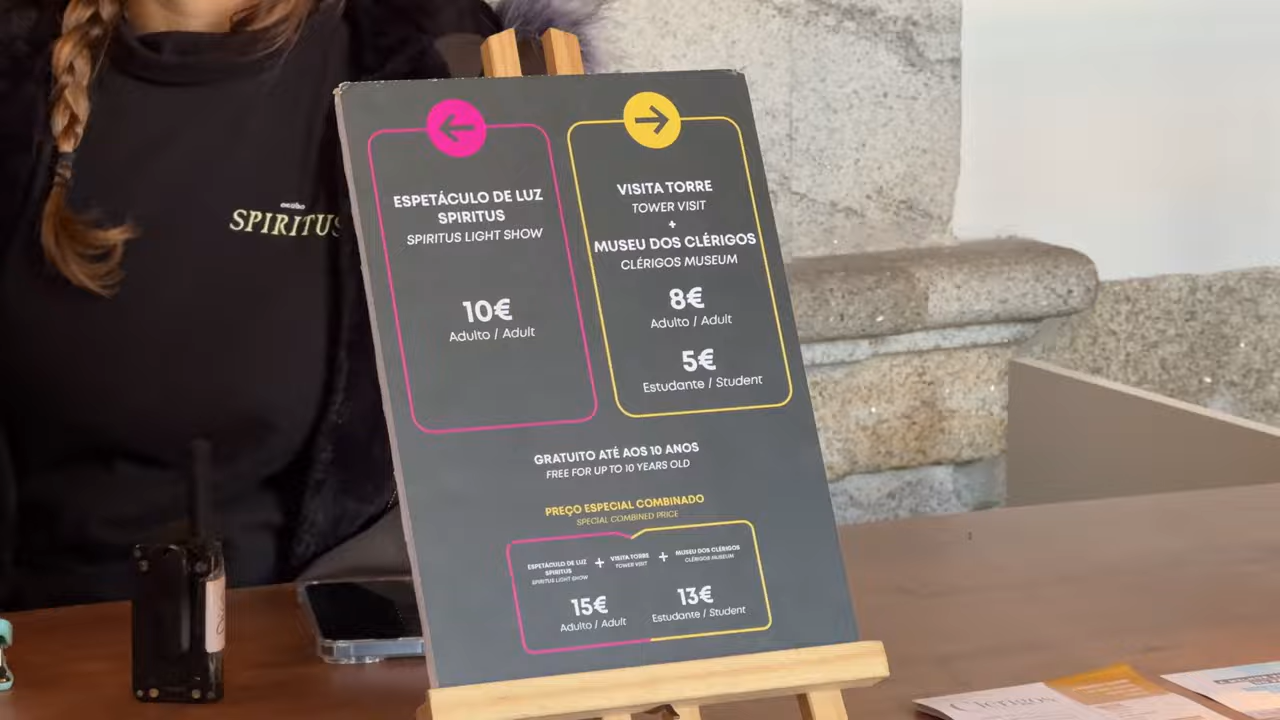 SPIRITUS
ESPETÁCULO DE LUZ
SPIRITUS
SPIRITUS LIGHT SHOW
10€
Adulto / Adult
VISITA TORRE
TOWER VISIT
+
MUSEU DOS CLÉRIGOS
CLÉRIGOS MUSEUM
8€
Adulto / Adult
5€
Estudante / Student
GRATUITO ATÉ AOS 10 ANOS
FREE FOR UP TO 10 YEARS OLD
PREÇO ESPECIAL COMBINADO
SPECIAL COMBINED PRICE
ESPETÁCULO DE LUZ
SPIRITUS
SPIRITUS LIGHT SHOW
+
VISITA TORRE
TOWER VISIT
+
MUSEU DOS CLÉRIGOS
CLÉRIGOS MUSEUM
15€
Adulto / Adult
13€
Estudante / Student
Clérigos